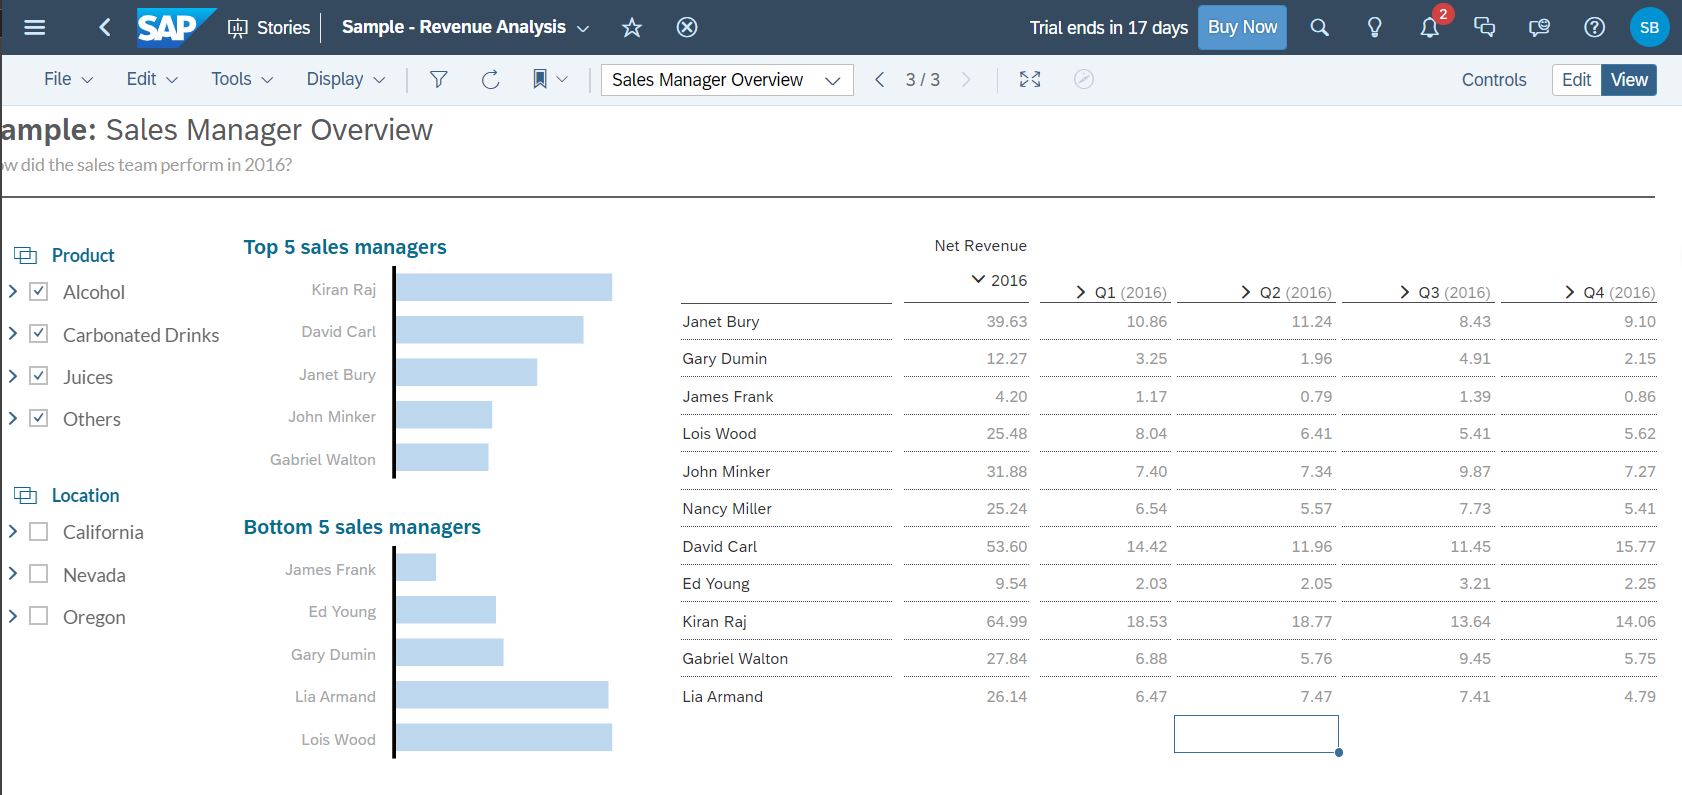 SAP Stories Sample - Revenue Analysis Trial ends in 17 days Buy Now 2 SB
File Edit Tools Display Sales Manager Overview 3 / 3 Controls Edit View
ample: Sales Manager Overview
ow did the sales team perform in 2016?
Product
Alcohol
Carbonated Drinks
Juices
Others
Location
California
Nevada
Oregon
Top 5 sales managers
Kiran Raj
David Carl
Janet Bury
John Minker
Gabriel Walton
Bottom 5 sales managers
James Frank
Ed Young
Gary Dumin
Lia Armand
Lois Wood
Net Revenue
2016 Q1 (2016) Q2 (2016) Q3 (2016) Q4 (2016)
Janet Bury 39.63 10.86 11.24 8.43 9.10
Gary Dumin 12.27 3.25 1.96 4.91 2.15
James Frank 4.20 1.17 0.79 1.39 0.86
Lois Wood 25.48 8.04 6.41 5.41 5.62
John Minker 31.88 7.40 7.34 9.87 7.27
Nancy Miller 25.24 6.54 5.57 7.73 5.41
David Carl 53.60 14.42 11.96 11.45 15.77
Ed Young 9.54 2.03 2.05 3.21 2.25
Kiran Raj 64.99 18.53 18.77 13.64 14.06
Gabriel Walton 27.84 6.88 5.76 9.45 5.75
Lia Armand 26.14 6.47 7.47 7.41 4.79